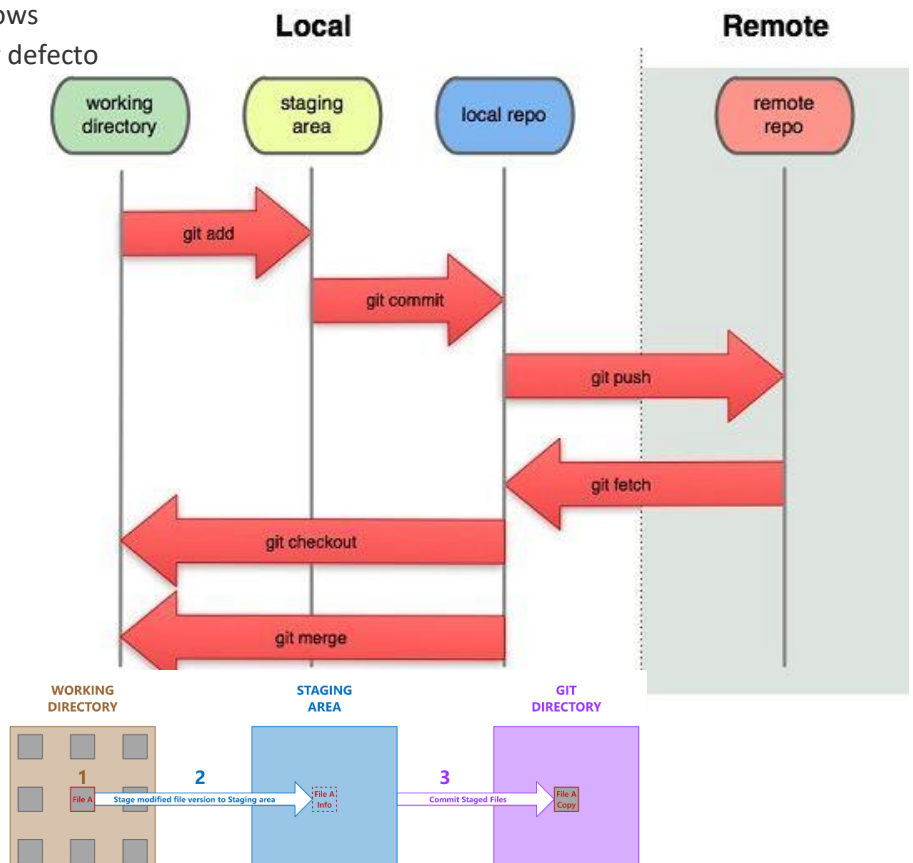 Local
Remote
defecto
working
directory
staging
area
local repo
remote
repo
git add
git commit
git push
git fetch
git checkout
git merge
WORKING
DIRECTORY
STAGING
AREA
GIT
DIRECTORY
1
2
3
File A
Stage modified file version to Staging area
File A
Info
Commit Staged Files
File A
Copy